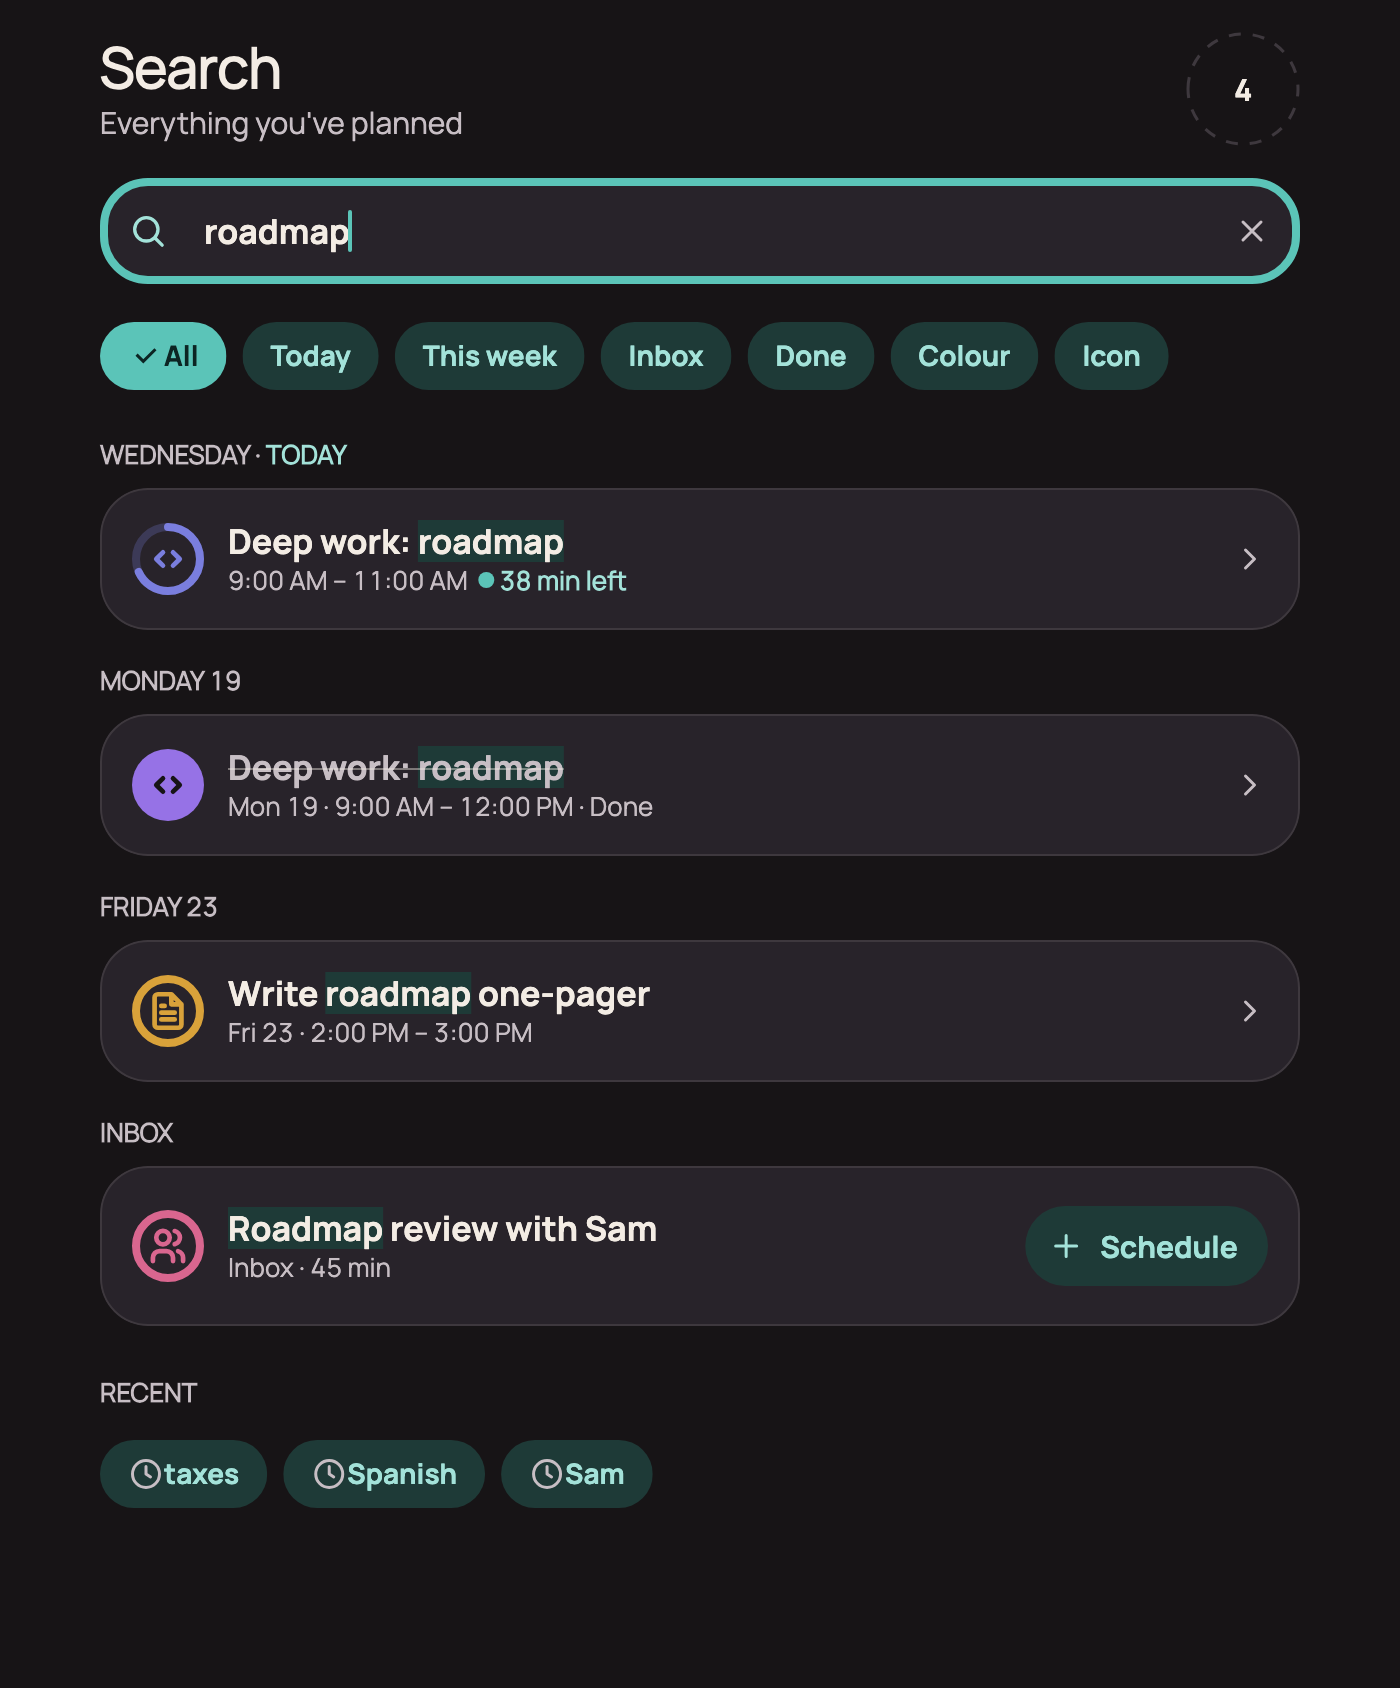 Search
4
Everything you've planned
roadmap
All Today This week Inbox Done Colour Icon
WEDNESDAY · TODAY
Deep work: roadmap
9:00 AM – 11:00 AM 38 min left
MONDAY 19
Deep work: roadmap
Mon 19 · 9:00 AM – 12:00 PM · Done
FRIDAY 23
Write roadmap one-pager
Fri 23 · 2:00 PM – 3:00 PM
INBOX
Roadmap review with Sam
Inbox · 45 min
Schedule
RECENT
taxes Spanish Sam